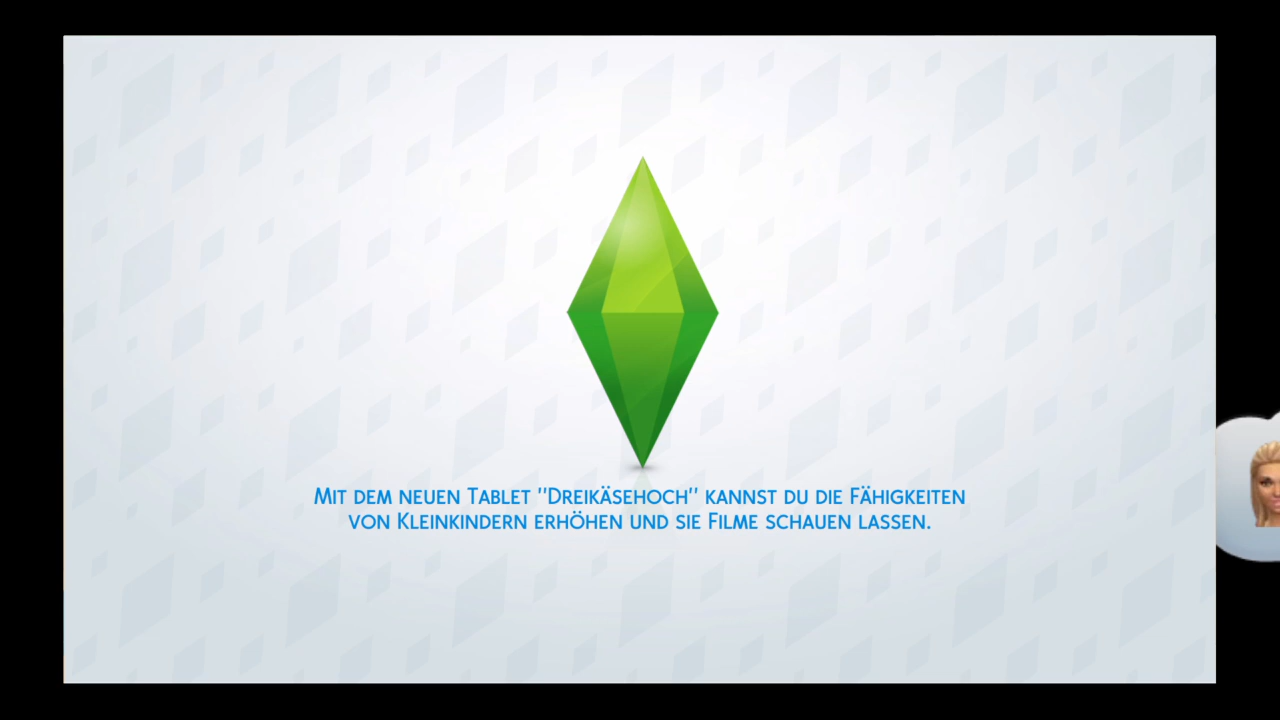 Mit dem neuen Tablet "Dreikäsehoch" kannst du die Fähigkeiten
von Kleinkindern erhöhen und sie Filme schauen lassen.